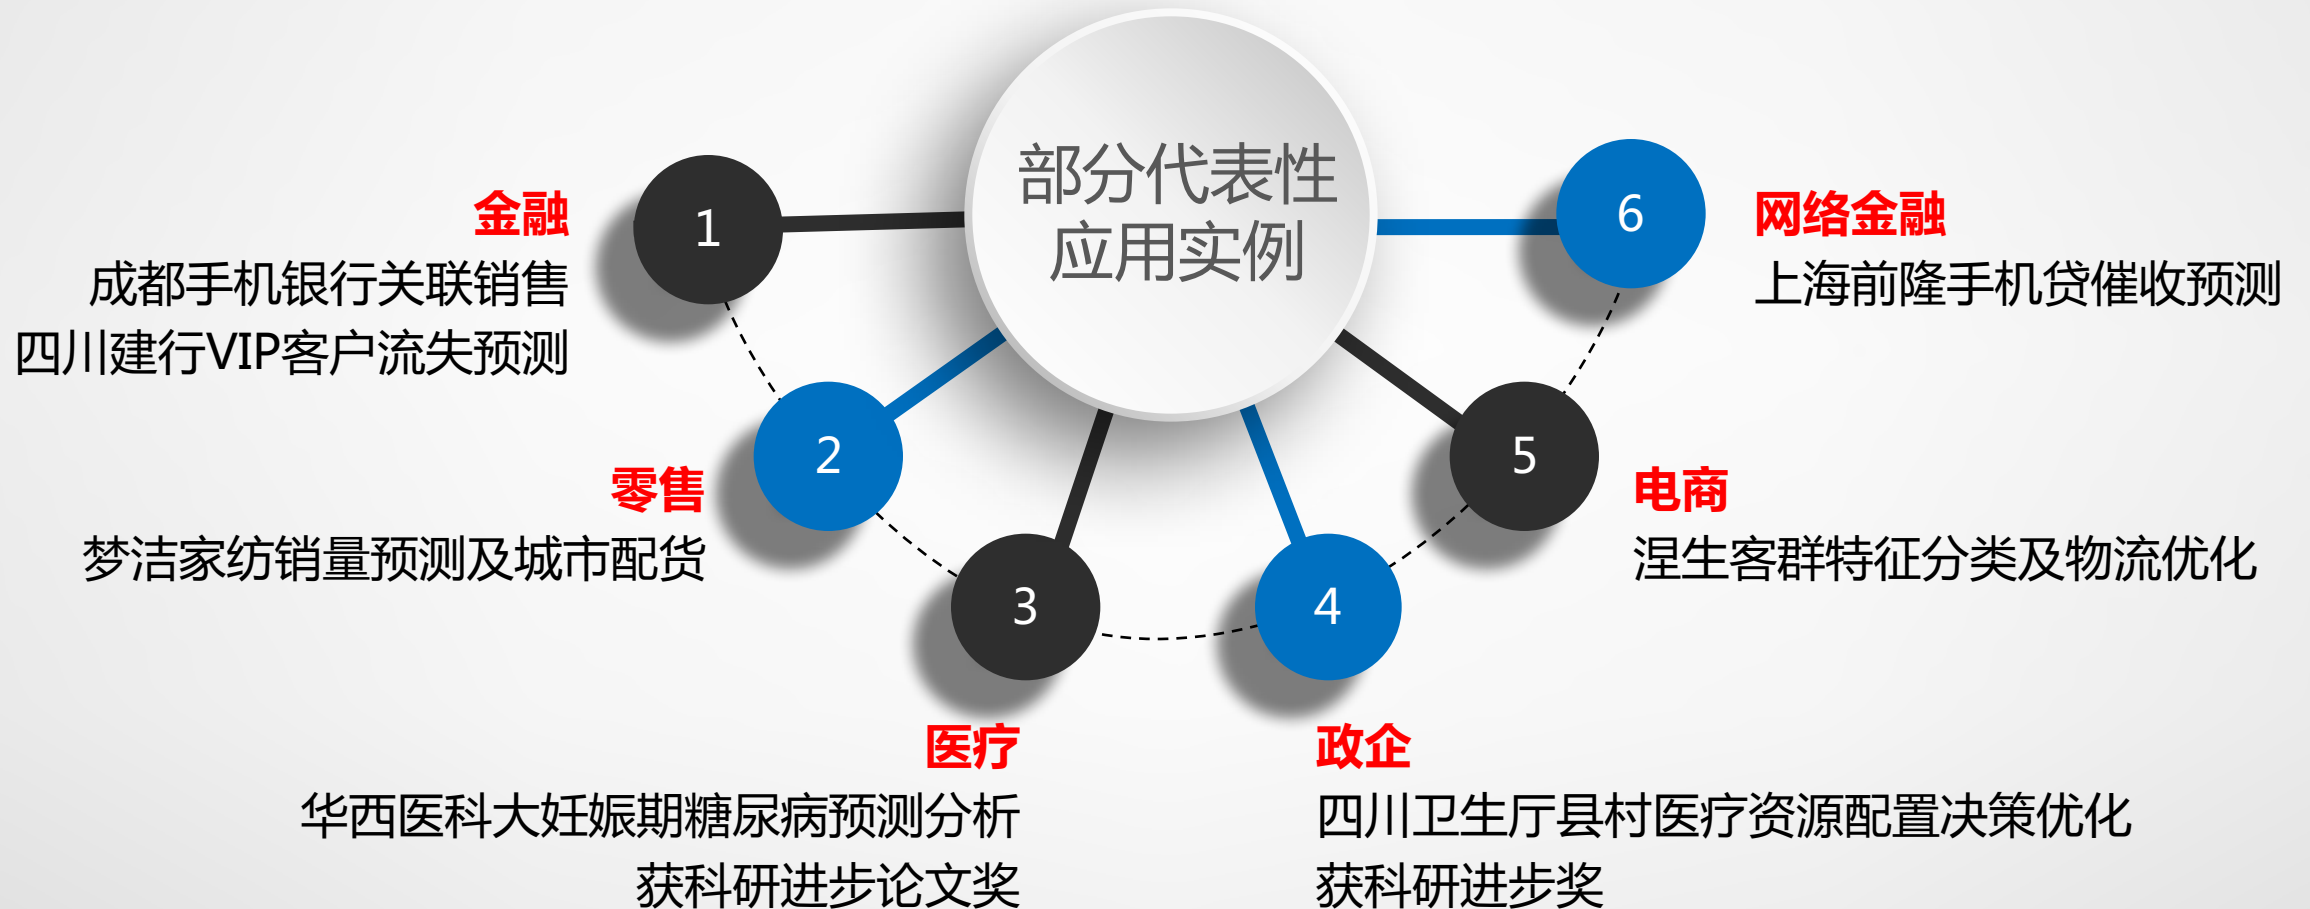 部分代表性
应用实例
1
金融
成都手机银行关联销售
四川建行VIP客户流失预测
2
零售
梦洁家纺销量预测及城市配货
3
医疗
华西医科大妊娠期糖尿病预测分析
获科研进步论文奖
4
政企
四川卫生厅县村医疗资源配置决策优化
获科研进步奖
5
电商
涅生客群特征分类及物流优化
6
网络金融
上海前隆手机贷催收预测